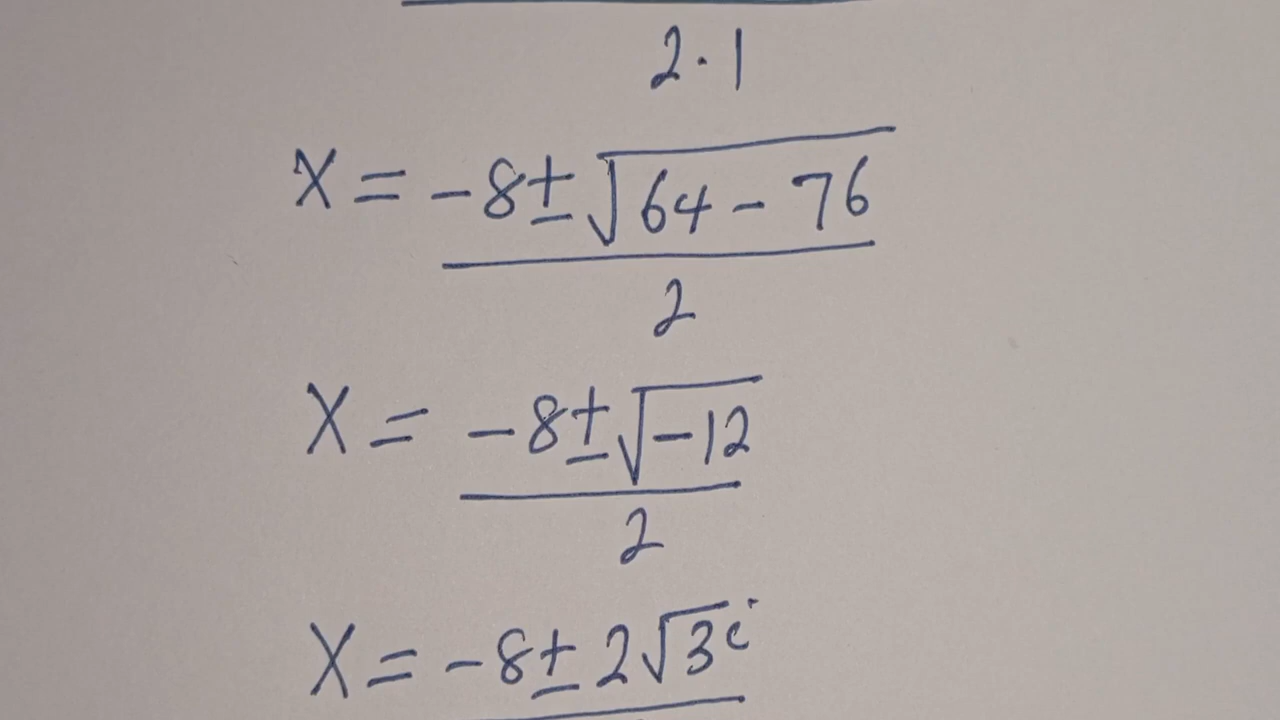 2·1
X = -8±√64-76
2
X = -8±√-12
2
X = -8±2√3i